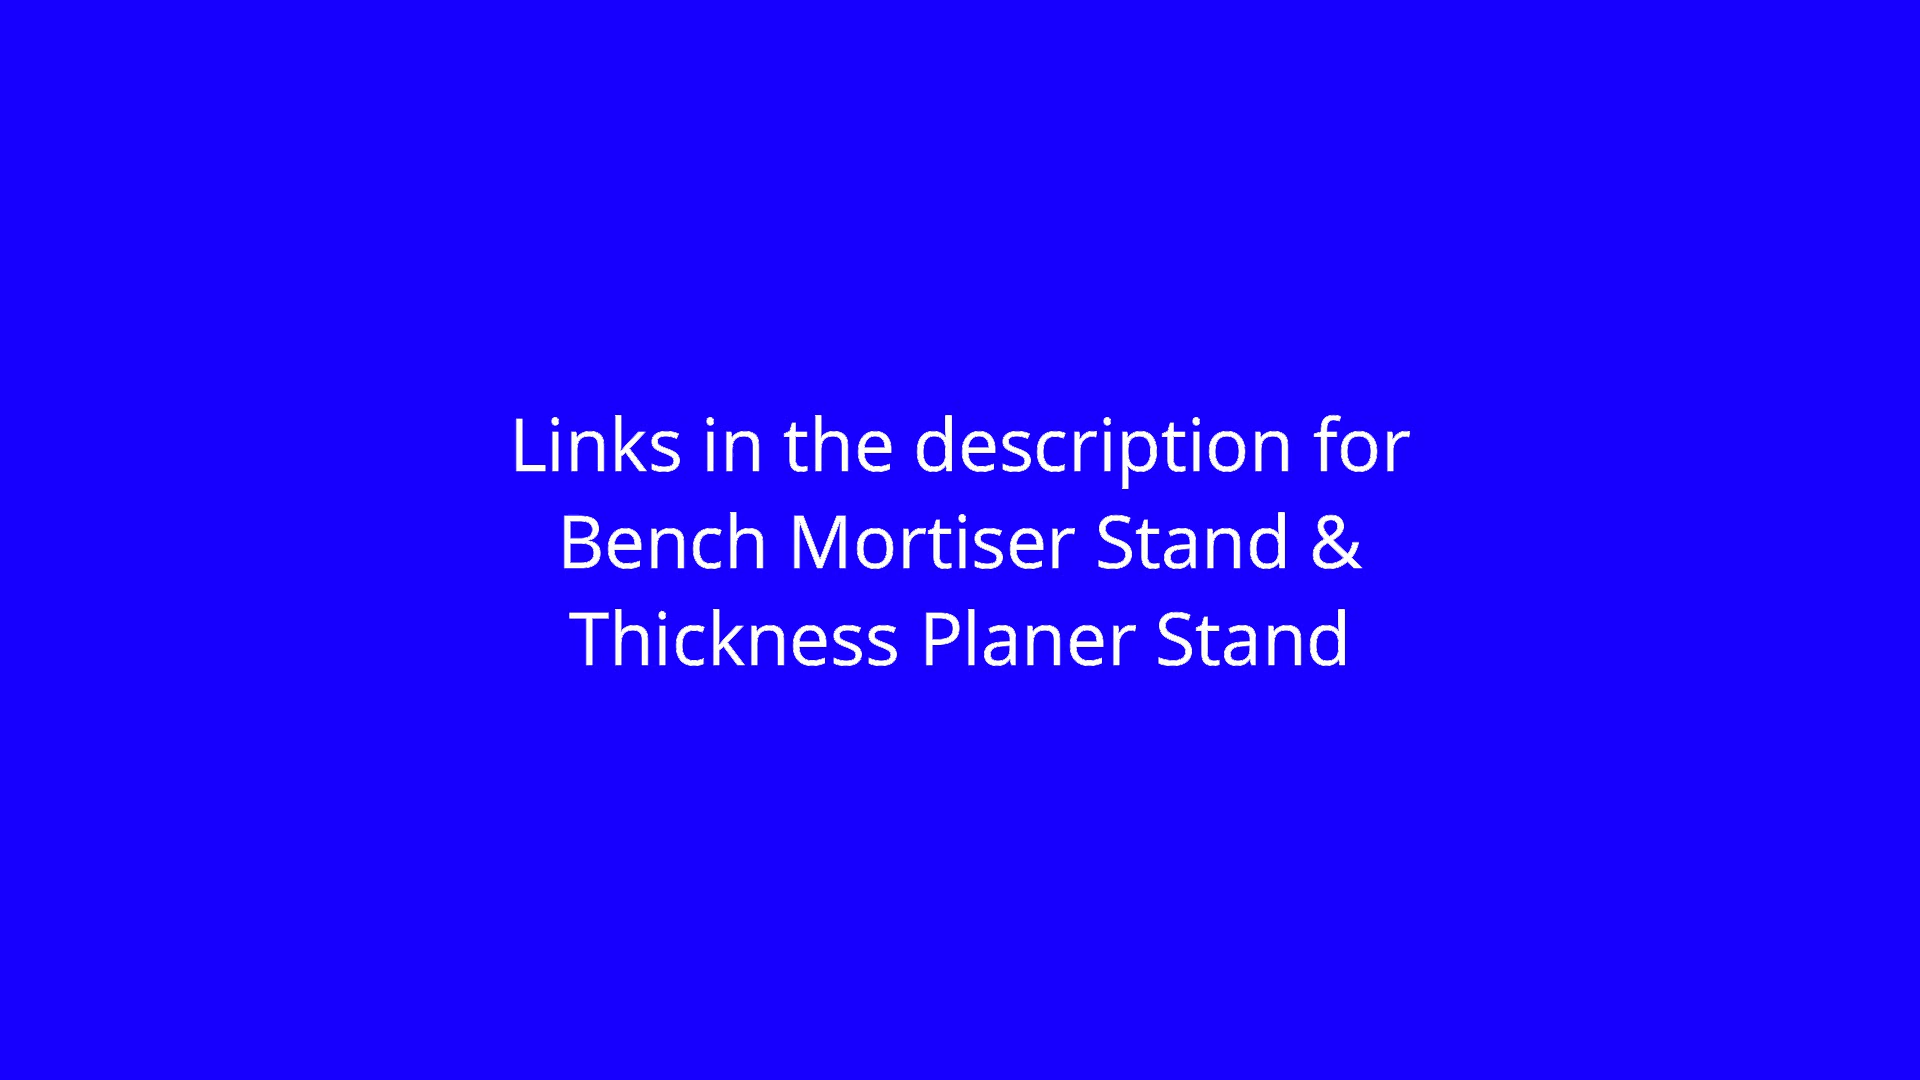 Links in the description for
Bench Mortiser Stand &
Thickness Planer Stand